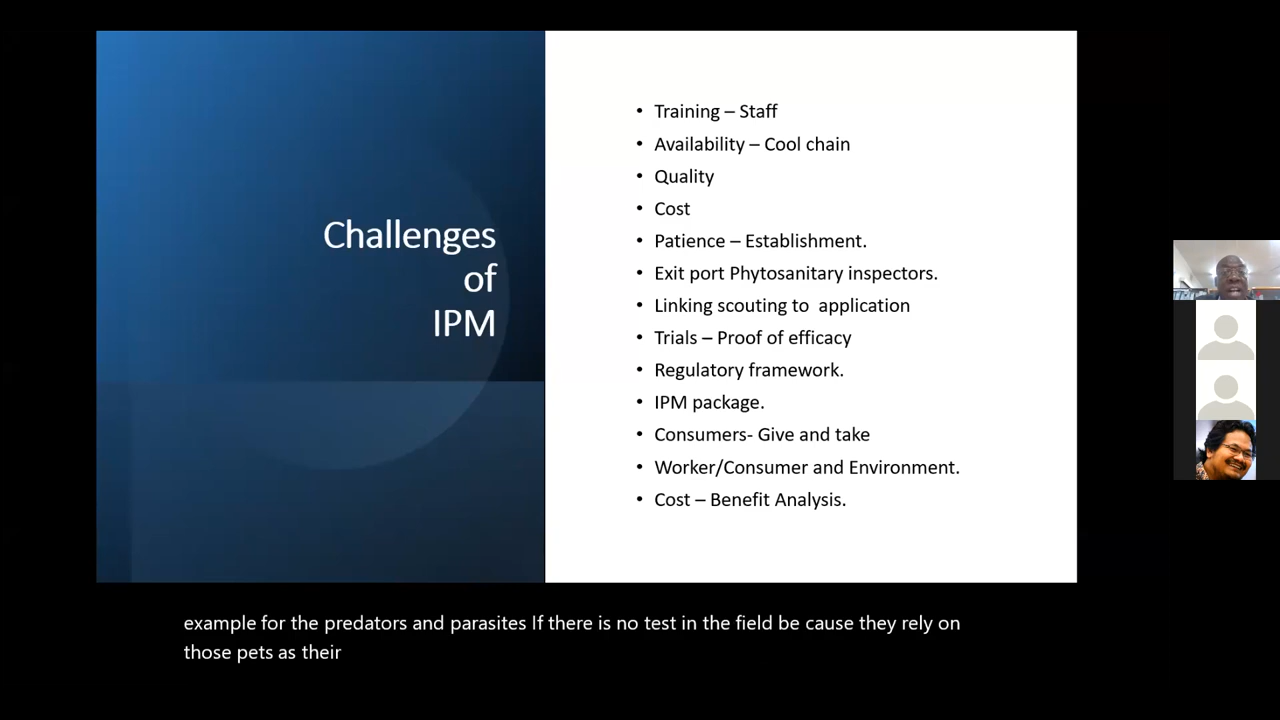 Challenges
of
IPM
• Training – Staff
• Availability – Cool chain
• Quality
• Cost
• Patience – Establishment.
• Exit port Phytosanitary inspectors.
• Linking scouting to  application
• Trials – Proof of efficacy
• Regulatory framework.
• IPM package.
• Consumers- Give and take
• Worker/Consumer and Environment.
• Cost – Benefit Analysis.
example for the predators and parasites If there is no test in the field be cause they rely on
those pets as their